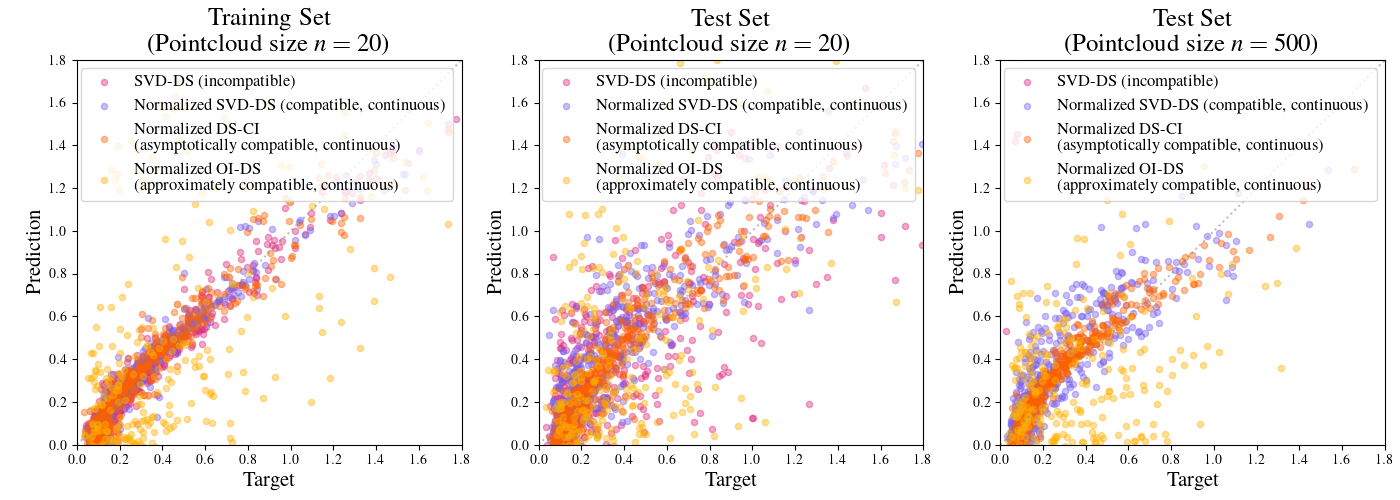 Training Set
(Pointcloud size n = 20)
SVD-DS (incompatible)
Normalized SVD-DS (compatible, continuous)
Normalized DS-CI
(asymptotically compatible, continuous)
Normalized OI-DS
(approximately compatible, continuous)
1.8
1.6
1.4
1.2
1.0
0.8
0.6
0.4
0.2
0.0
Prediction
0.0 0.2 0.4 0.6 0.8 1.0 1.2 1.4 1.6 1.8
Target
Test Set
(Pointcloud size n = 20)
SVD-DS (incompatible)
Normalized SVD-DS (compatible, continuous)
Normalized DS-CI
(asymptotically compatible, continuous)
Normalized OI-DS
(approximately compatible, continuous)
1.8
1.6
1.4
1.2
1.0
0.8
0.6
0.4
0.2
0.0
Prediction
0.0 0.2 0.4 0.6 0.8 1.0 1.2 1.4 1.6 1.8
Target
Test Set
(Pointcloud size n = 500)
SVD-DS (incompatible)
Normalized SVD-DS (compatible, continuous)
Normalized DS-CI
(asymptotically compatible, continuous)
Normalized OI-DS
(approximately compatible, continuous)
1.8
1.6
1.4
1.2
1.0
0.8
0.6
0.4
0.2
0.0
Prediction
0.0 0.2 0.4 0.6 0.8 1.0 1.2 1.4 1.6 1.8
Target